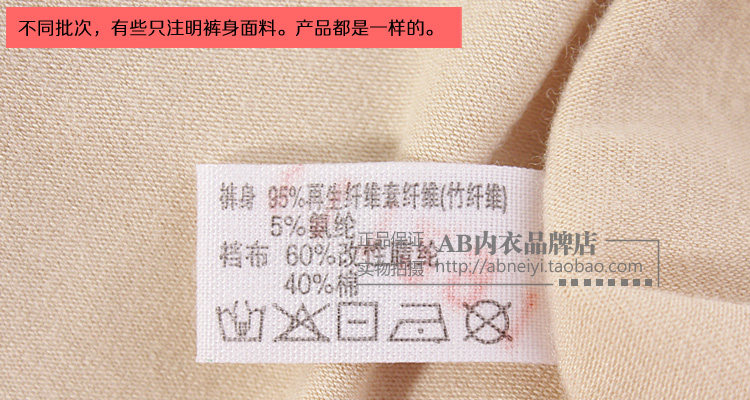 不同批次，有些只注明裤身面料。产品都是一样的。
裤身 95%再生纤维素纤维(竹纤维)
5%氨纶
裆布 60%改性腈纶
40%棉
正品保证
实物拍摄
AB内衣品牌店
http://abneiyi.taobao.com